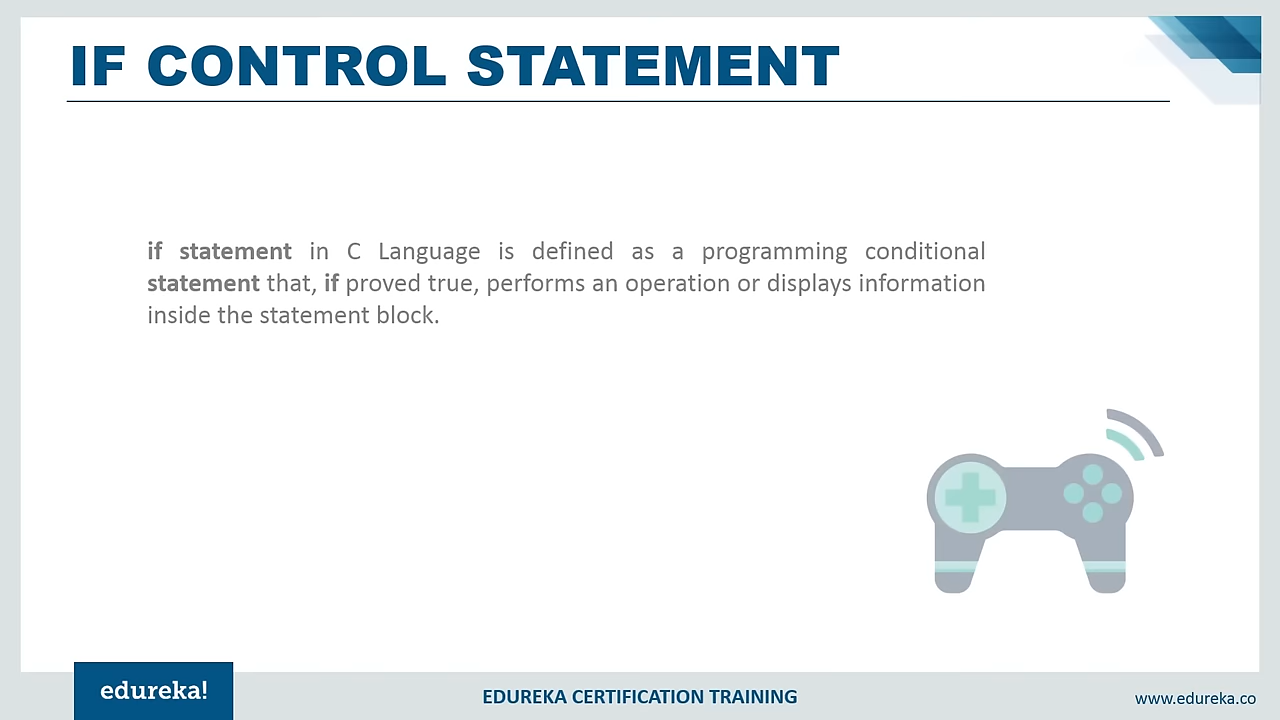 IF CONTROL STATEMENT
if statement in C Language is defined as a programming conditional
statement that, if proved true, performs an operation or displays information
inside the statement block.
edureka!
EDUREKA CERTIFICATION TRAINING
www.edureka.co